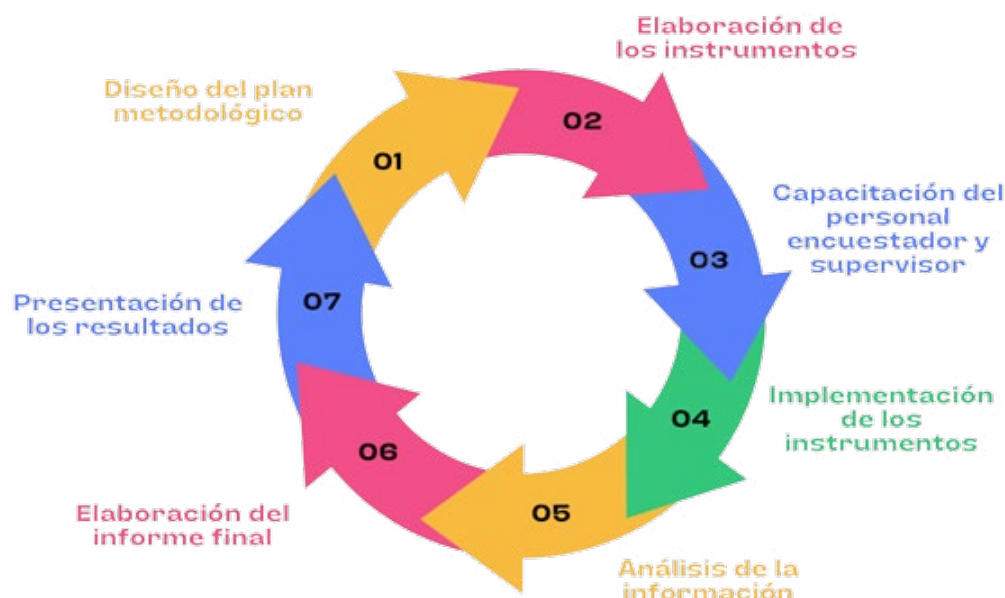 01
Diseño del plan
metodológico
02
Elaboración de
los instrumentos
03
Capacitación del
personal
encuestador y
supervisor
04
Implementación
de los
instrumentos
05
Análisis de la
información
06
Elaboración del
informe final
07
Presentación de
los resultados